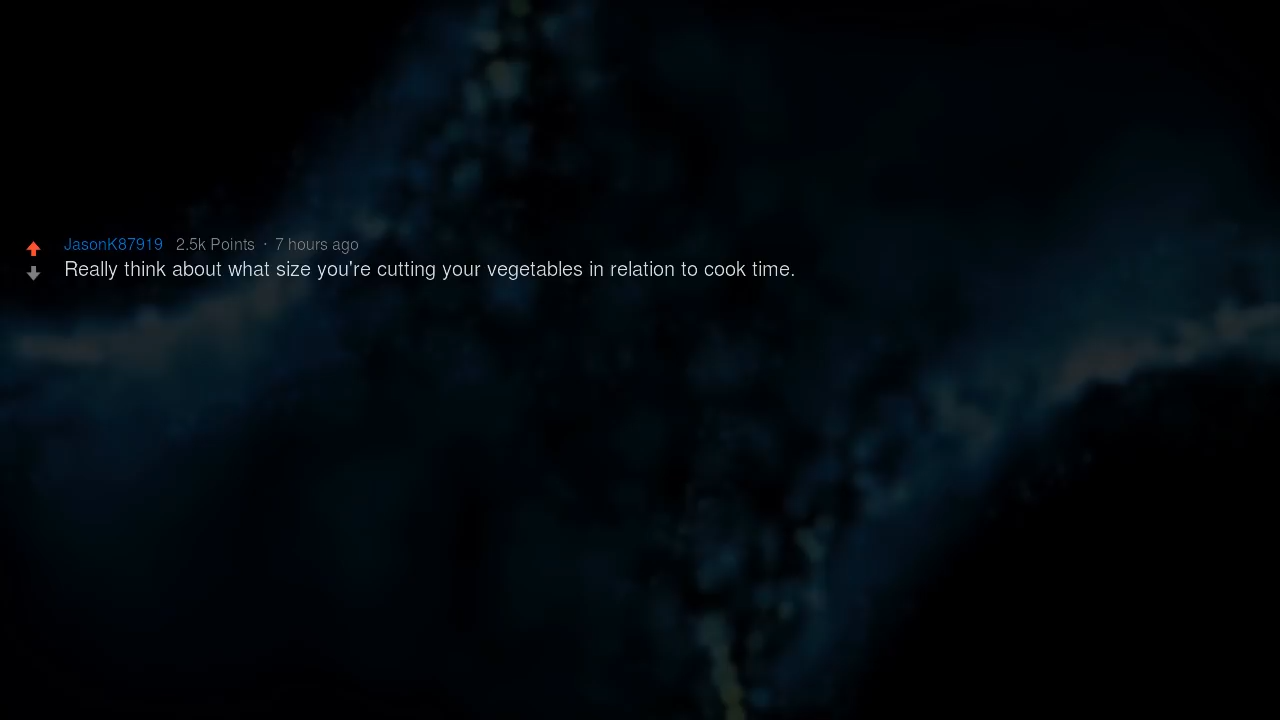 JasonK87919 2.5k Points · 7 hours ago
Really think about what size you're cutting your vegetables in relation to cook time.